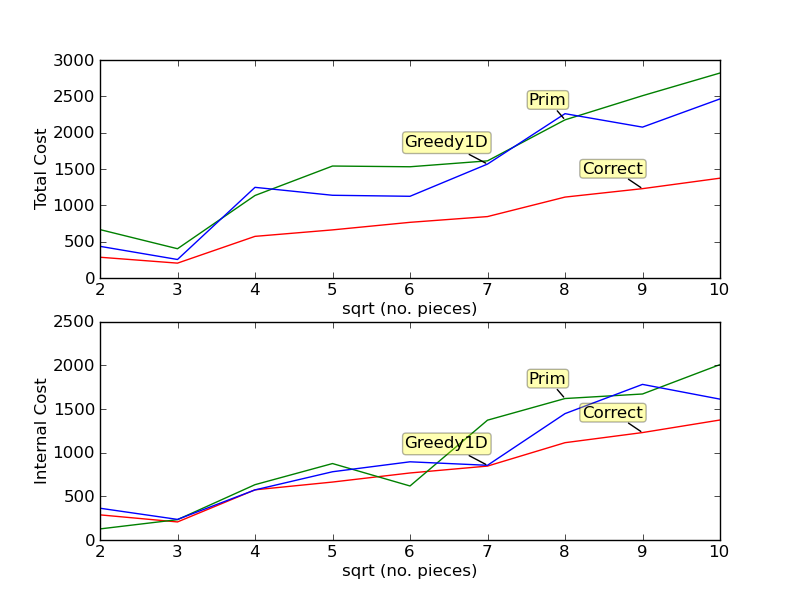 3000
2500
2000
1500
1000
500
0
Total Cost
Prim
Greedy1D
Correct
2 3 4 5 6 7 8 9 10
sqrt (no. pieces)
2500
2000
1500
1000
500
0
Internal Cost
Prim
Correct
Greedy1D
2 3 4 5 6 7 8 9 10
sqrt (no. pieces)